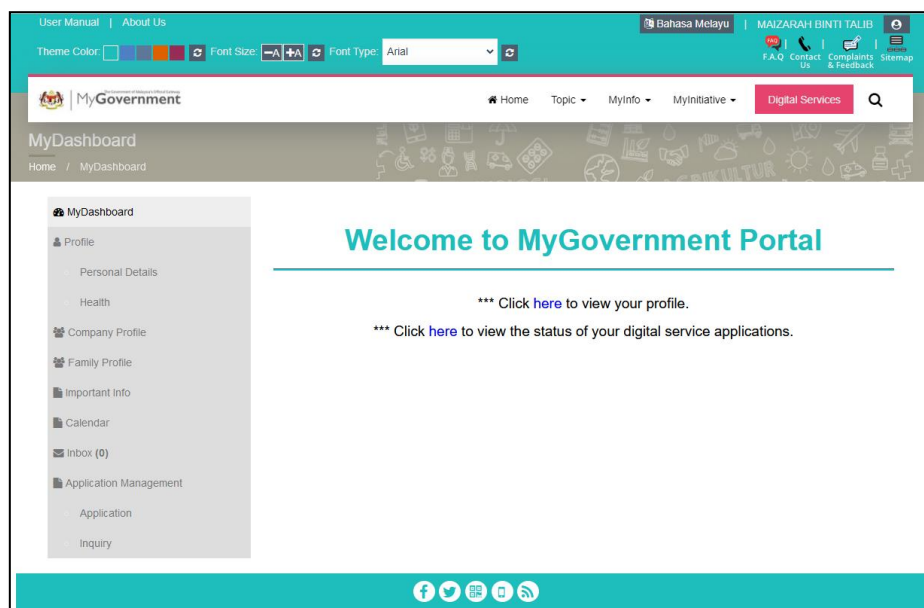 User Manual | About Us
Bahasa Melayu | MAIZARAH BINTI TALIB
Theme Color: Font Size: -A +A Font Type: Arial
FAQ
F.A.Q Contact Us Complaints & Feedback Sitemap
MyGovernment
Home Topic MyInfo MyInitiative Digital Services
MyDashboard
Home / MyDashboard
AGRIKULTUR
MyDashboard
Profile
Personal Details
Health
Company Profile
Family Profile
Important Info
Calendar
Inbox (0)
Application Management
Application
Inquiry
Welcome to MyGovernment Portal
*** Click here to view your profile.
*** Click here to view the status of your digital service applications.